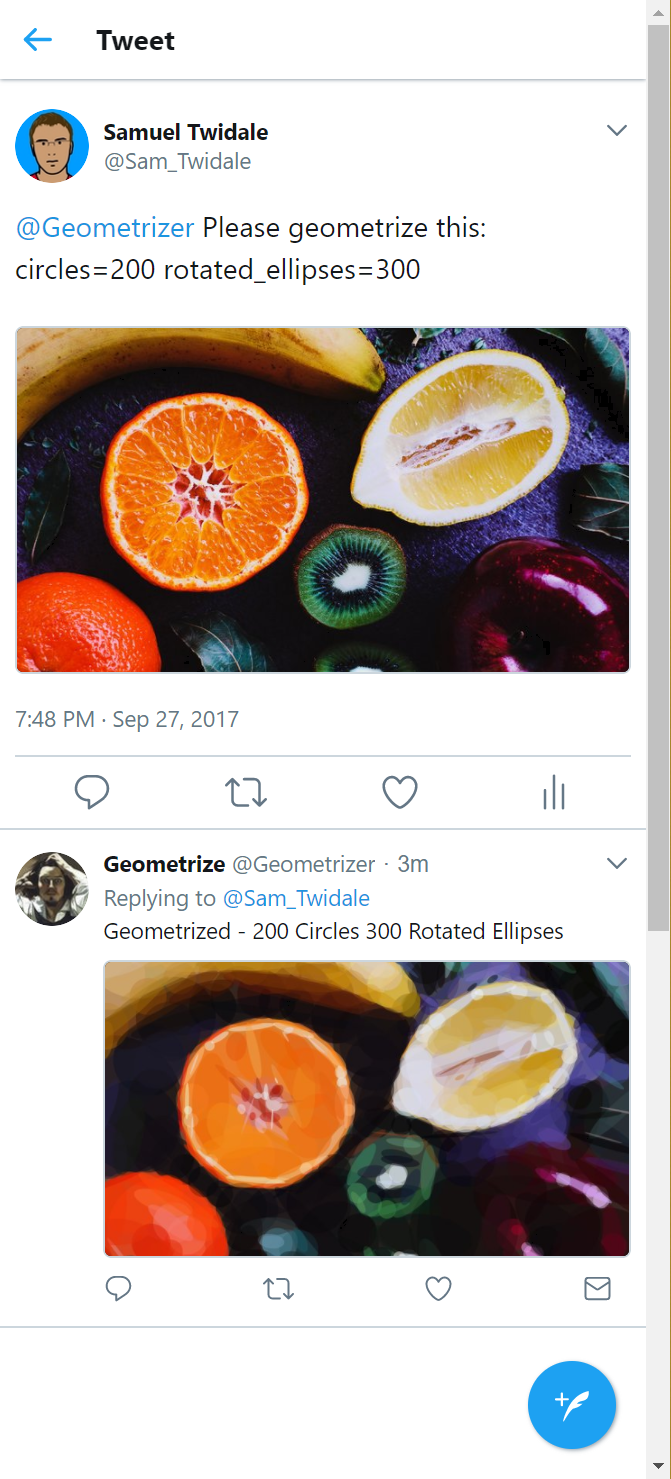 Tweet
Samuel Twidale
@Sam_Twidale
@Geometrizer Please geometrize this:
circles=200 rotated_ellipses=300
7:48 PM · Sep 27, 2017
Geometrize @Geometrizer · 3m
Replying to @Sam_Twidale
Geometrized - 200 Circles 300 Rotated Ellipses